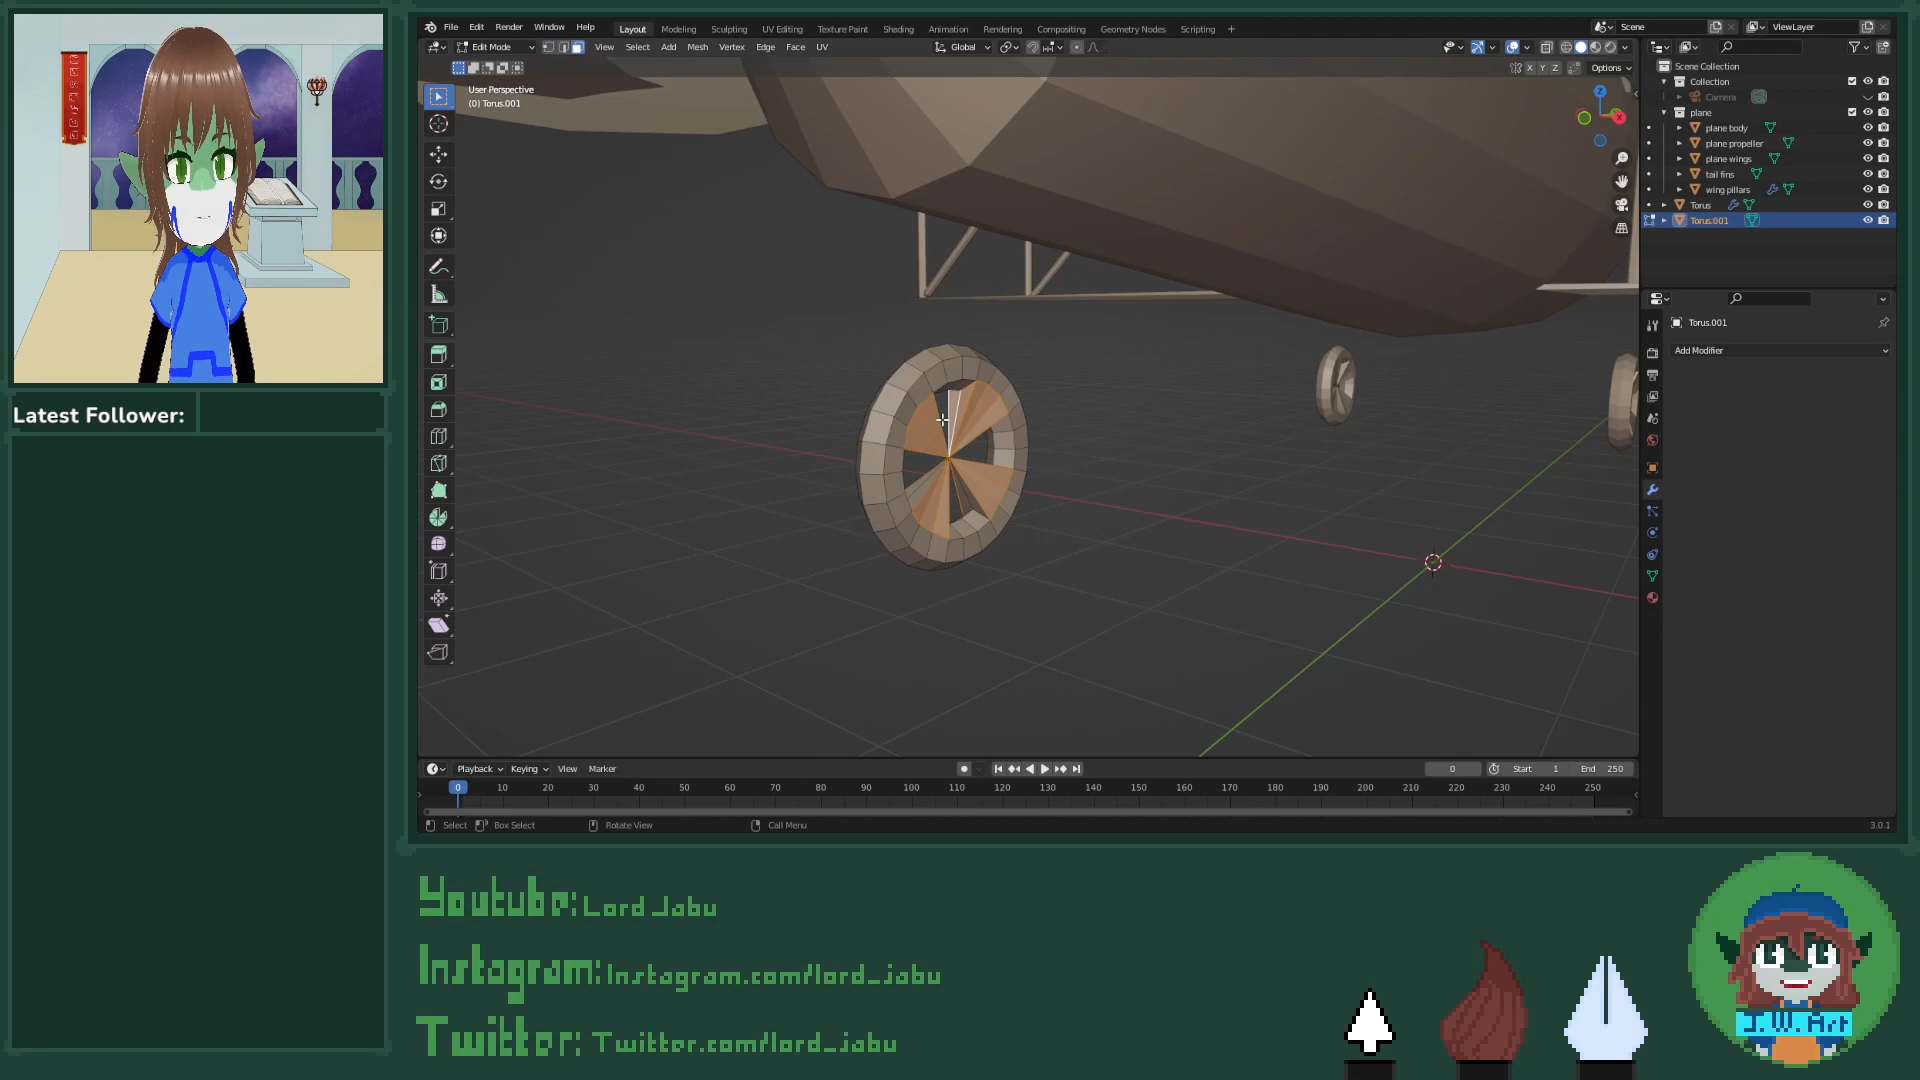 File Edit Render Window Help Layout Modeling Sculpting UV Editing Texture Paint Shading Animation Rendering Compositing Geometry Nodes Scripting + Scene ViewLayer
Edit Mode View Select Add Mesh Vertex Edge Face UV Global
X Y Z Options
User Perspective
(0) Torus.001
Z
X
Scene Collection
Collection
Camera
plane
plane body
plane propeller
plane wings
tail fins
wing pillars
Torus
Torus.001
Torus.001
Add Modifier
Latest Follower:
Playback Keying View Marker 0 Start 1 End 250
0 10 20 30 40 50 60 70 80 90 100 110 120 130 140 150 160 170 180 190 200 210 220 230 240 250
Select Box Select Rotate View Call Menu 3.0.1
Youtube: Lord Jabu
Instagram: Instagram.com/lord_jabu
Twitter: Twitter.com/lord_jabu
J.W. Art